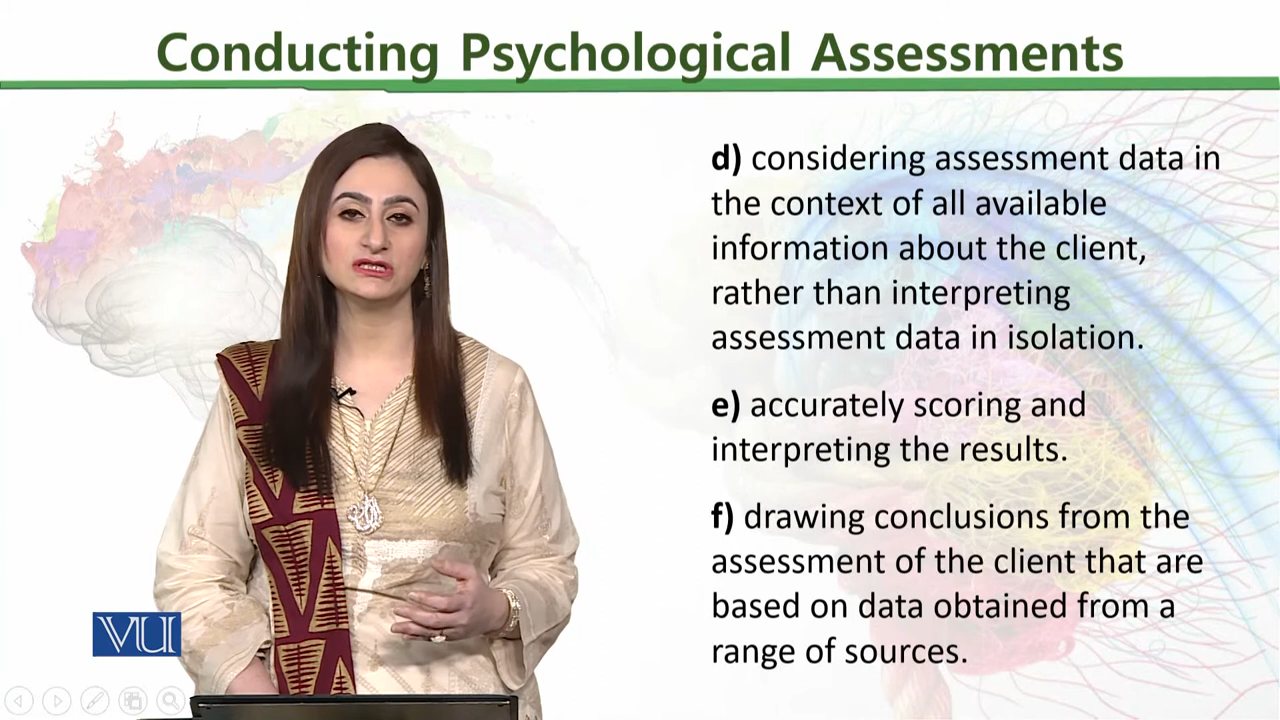 Conducting Psychological Assessments
d) considering assessment data in
the context of all available
information about the client,
rather than interpreting
assessment data in isolation.
e) accurately scoring and
interpreting the results.
f) drawing conclusions from the
assessment of the client that are
based on data obtained from a
range of sources.
VU